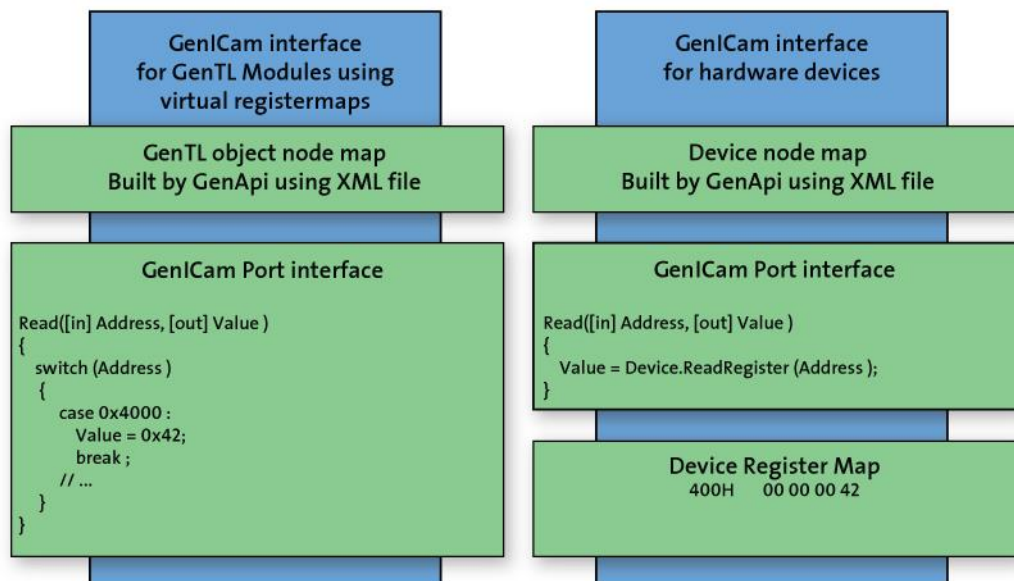 GenICam interface
for GenTL Modules using
virtual registermaps
GenTL object node map
Built by GenApi using XML file
GenICam Port interface
Read([in] Address, [out] Value )
{
switch (Address )
{
case 0x4000 :
Value = 0x42;
break ;
// ...
}
}
GenICam interface
for hardware devices
Device node map
Built by GenApi using XML file
GenICam Port interface
Read([in] Address, [out] Value )
{
Value = Device.ReadRegister (Address );
}
Device Register Map
400H 00 00 00 42